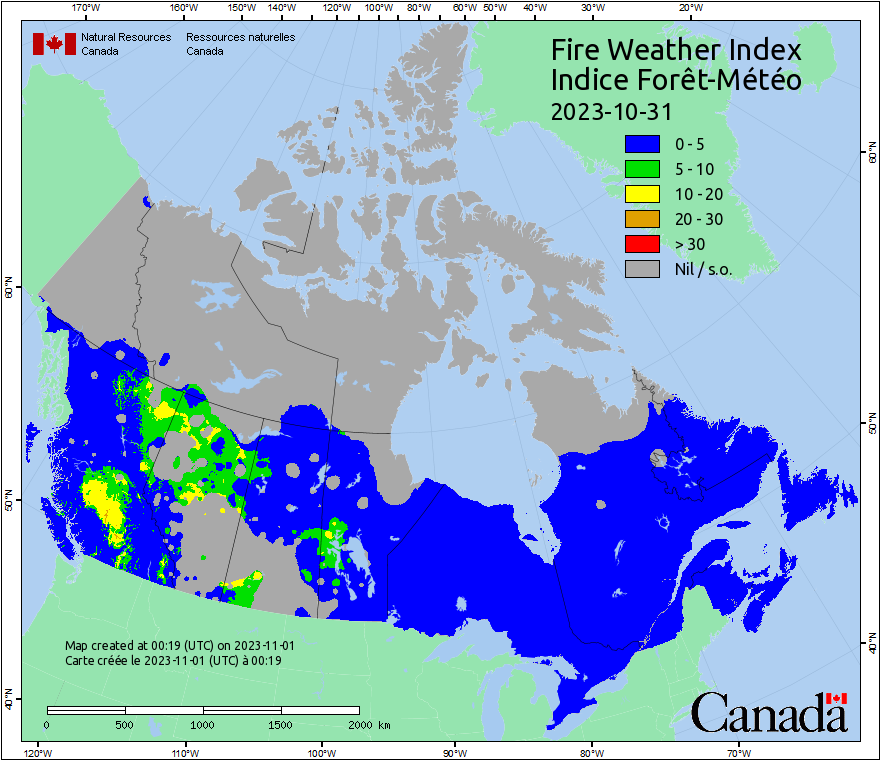 170°W 160°W 150°W 140°W 130°W 120°W 110°W 100°W 90°W 80°W 70°W 60°W 50°W 40°W 30°W 20°W
Natural Resources Ressources naturelles
Canada Canada
Fire Weather Index
Indice Forêt-Météo
2023-10-31
0 - 5
5 - 10
10 - 20
20 - 30
> 30
Nil / s.o.
60°N
60°N
50°N
50°N
40°N
40°N
Map created at 00:19 (UTC) on 2023-11-01
Carte créée le 2023-11-01 (UTC) à 00:19
0 500 1000 1500 2000 km
Canada
120°W 110°W 100°W 90°W 80°W 70°W